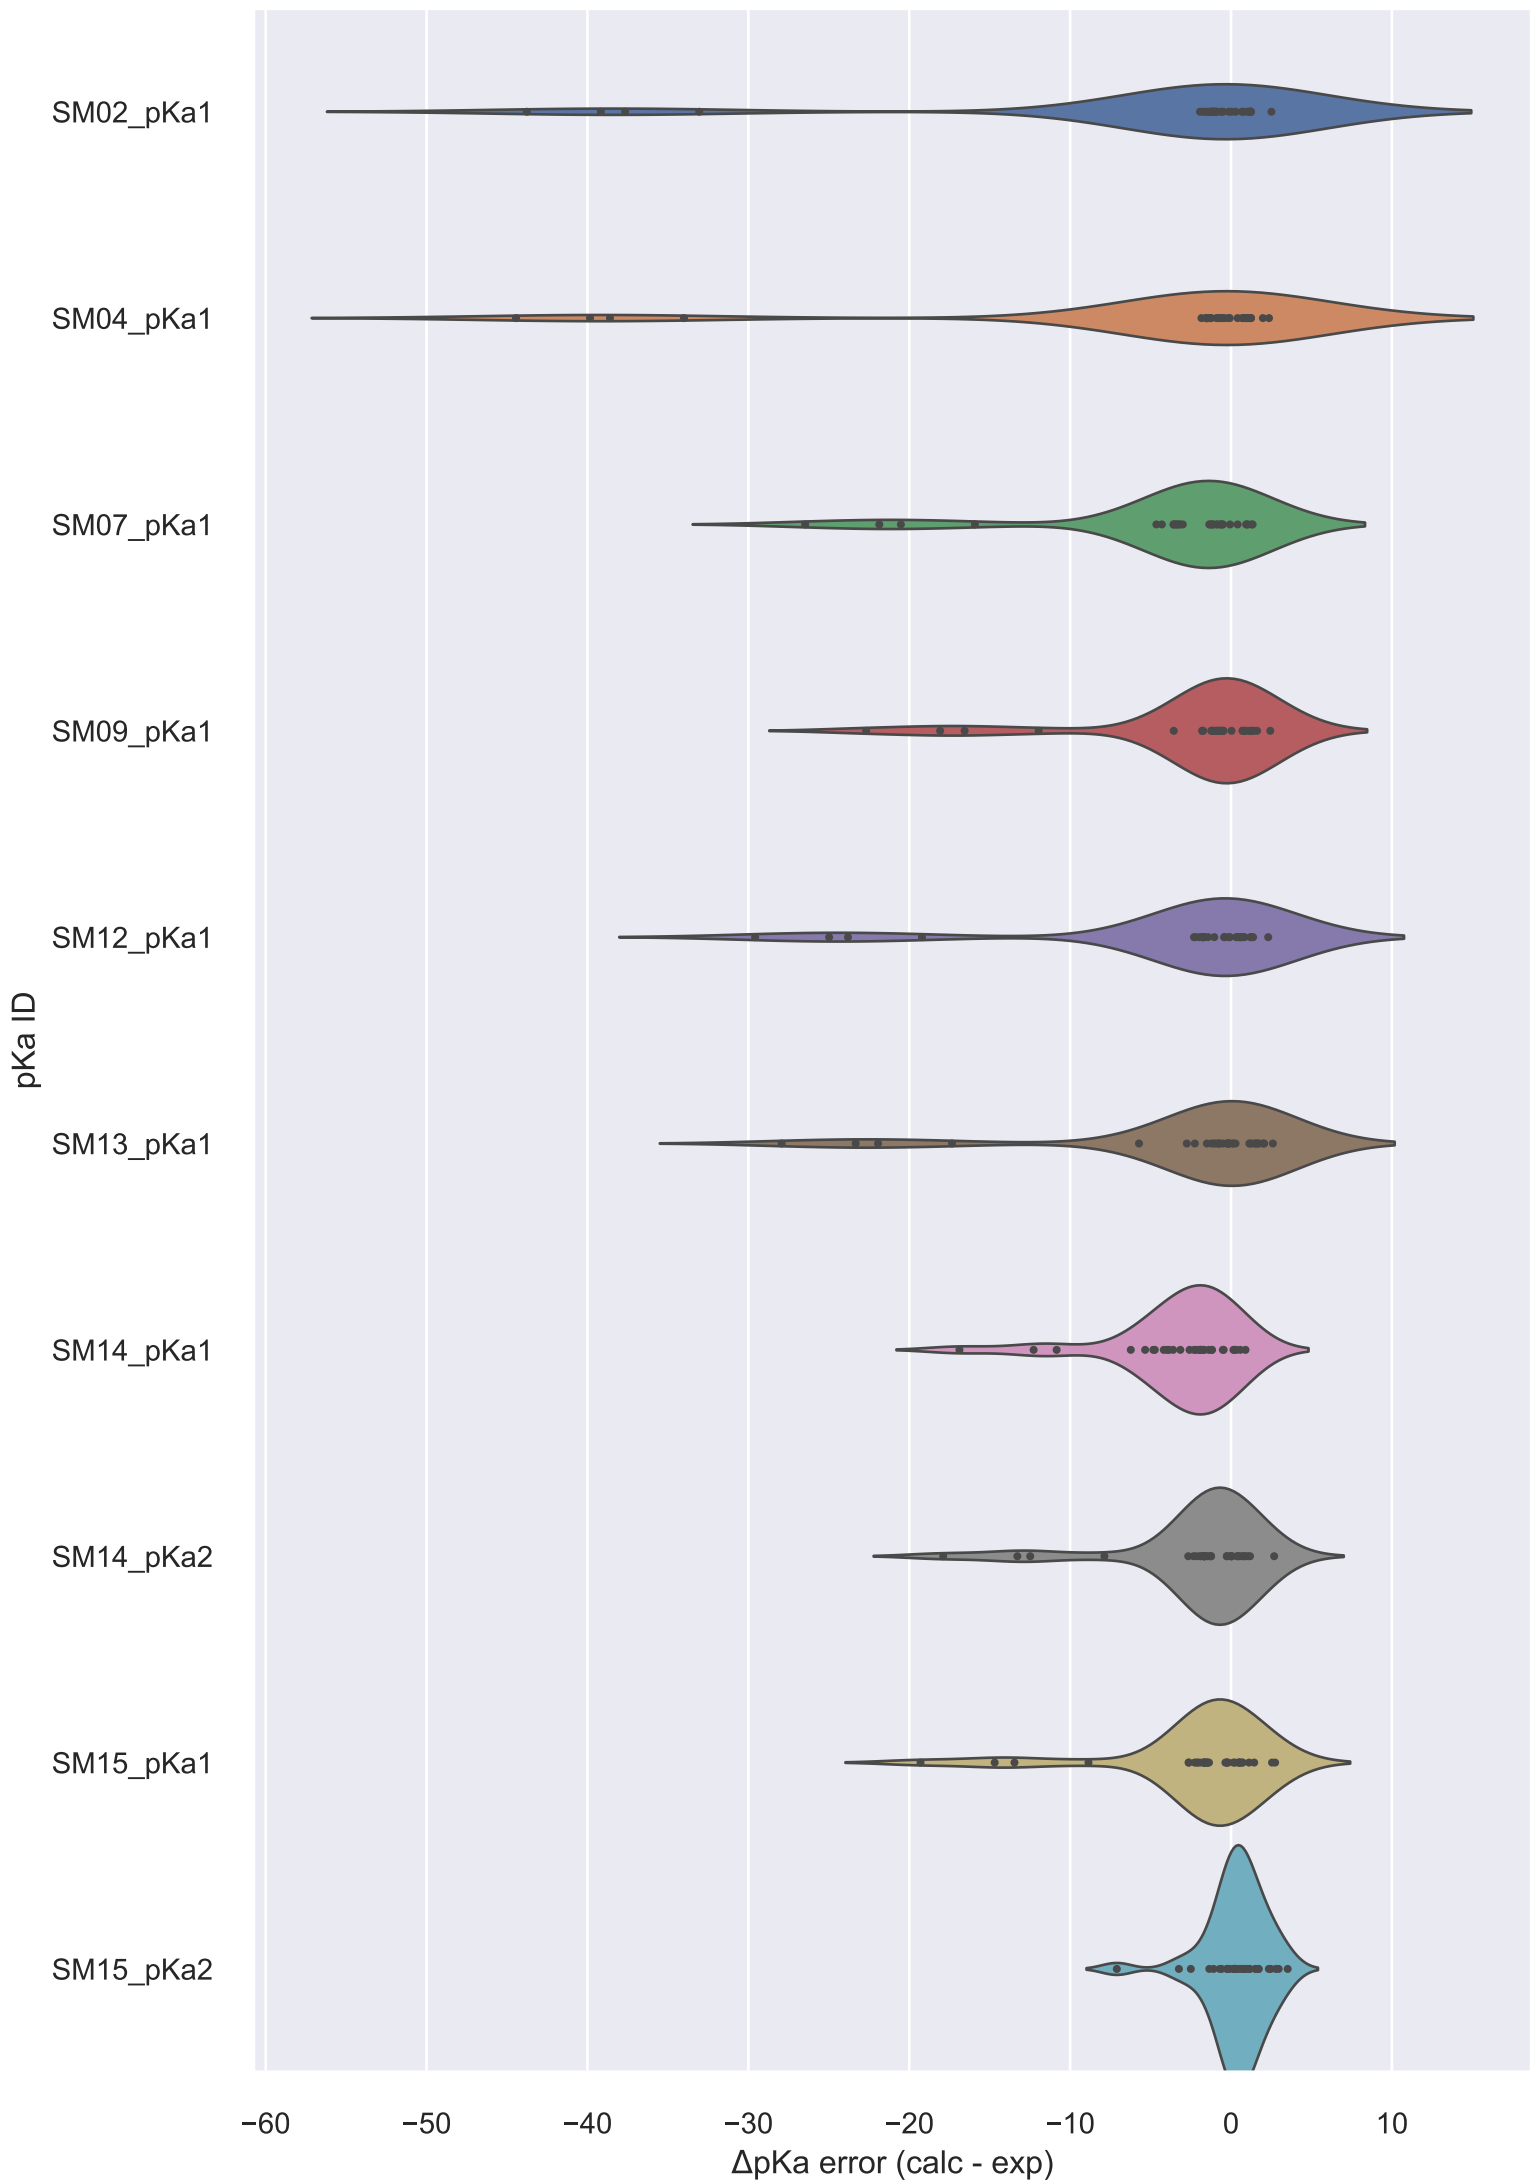 SM02_pKa1
SM04_pKa1
SM07_pKa1
SM09_pKa1
SM12_pKa1
pKa ID
SM13_pKa1
SM14_pKa1
SM14_pKa2
SM15_pKa1
SM15_pKa2
−60 −50 −40 −30 −20 −10 0 10
ΔpKa error (calc - exp)